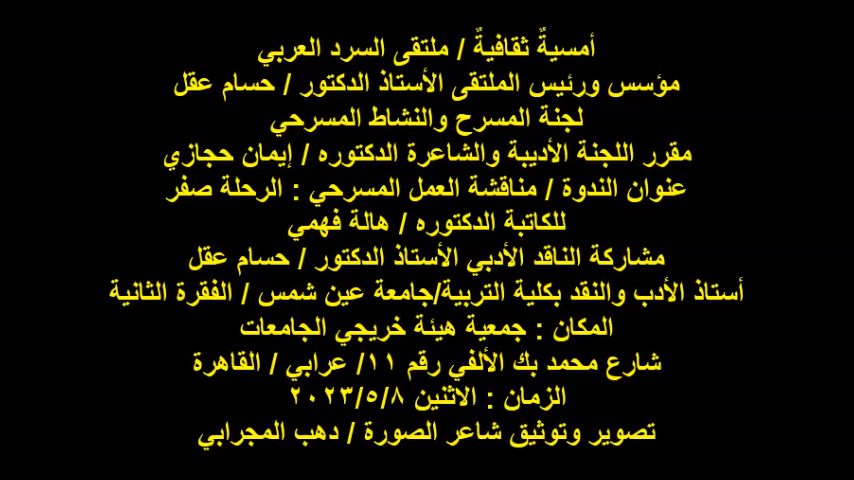 أمسيةٌ ثقافيةٌ / ملتقى السرد العربي
مؤسس ورئيس الملتقى الأستاذ الدكتور / حسام عقل
لجنة المسرح والنشاط المسرحي
مقرر اللجنة الأديبة والشاعرة الدكتوره / إيمان حجازي
عنوان الندوة / مناقشة العمل المسرحي : الرحلة صفر
للكاتبة الدكتوره / هالة فهمي
مشاركة الناقد الأدبي الأستاذ الدكتور / حسام عقل
أستاذ الأدب والنقد بكلية التربية/جامعة عين شمس / الفقرة الثانية
المكان : جمعية هيئة خريجي الجامعات
شارع محمد بك الألفي رقم ١١/ عرابي / القاهرة
الزمان : الاثنين ٢٠٢٣/٥/٨
تصوير وتوثيق شاعر الصورة / دهب المجرابي